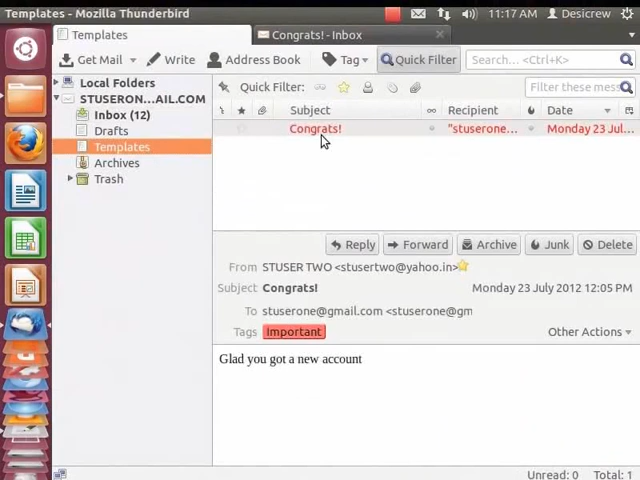 Templates - Mozilla Thunderbird
11:17 AM
Desicrew
Templates
Congrats! - Inbox
Get Mail
Write
Address Book
Tag
Quick Filter
Search... <Ctrl+K>
Quick Filter:
Filter these mess
Local Folders
STUSERON...AIL.COM
Inbox (12)
Drafts
Templates
Archives
Trash
Subject
Recipient
Date
Congrats!
"stuserone...
Monday 23 Jul...
Reply
Forward
Archive
Junk
Delete
From STUSER TWO <stusertwo@yahoo.in>
Subject Congrats!
Monday 23 July 2012 12:05 PM
To stuserone@gmail.com <stuserone@gm
Tags Important
Other Actions
Glad you got a new account
Unread: 0
Total: 1